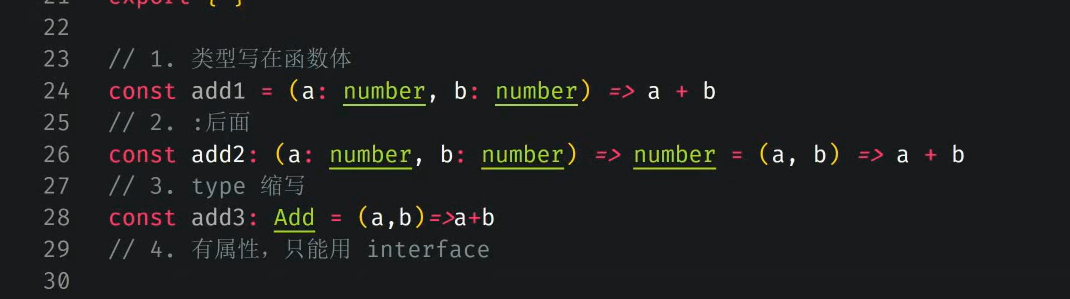 21 export { }
22
23 // 1. 类型写在函数体
24 const add1 = (a: number, b: number) => a + b
25 // 2. :后面
26 const add2: (a: number, b: number) => number = (a, b) => a + b
27 // 3. type 缩写
28 const add3: Add = (a,b)=>a+b
29 // 4. 有属性，只能用 interface
30